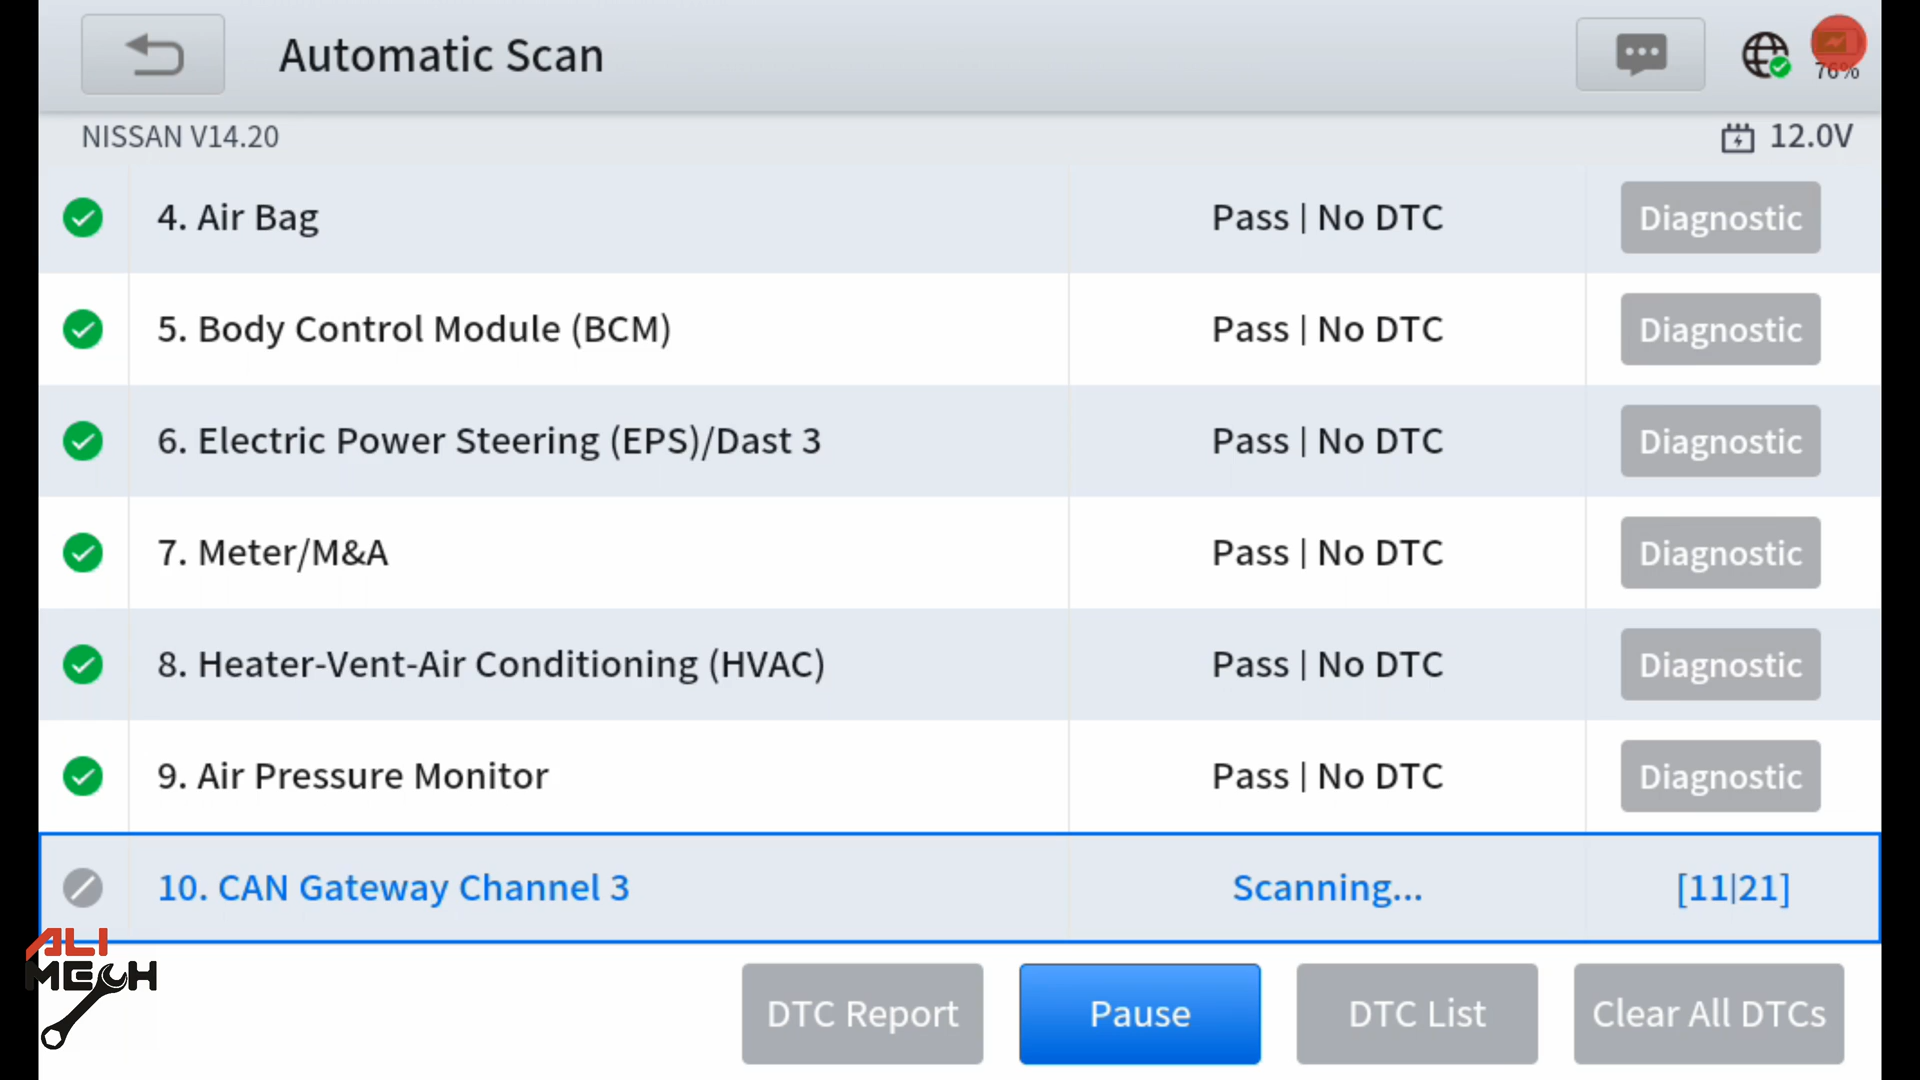 Automatic Scan
76%
NISSAN V14.20
12.0V
4. Air Bag Pass | No DTC Diagnostic
5. Body Control Module (BCM) Pass | No DTC Diagnostic
6. Electric Power Steering (EPS)/Dast 3 Pass | No DTC Diagnostic
7. Meter/M&A Pass | No DTC Diagnostic
8. Heater-Vent-Air Conditioning (HVAC) Pass | No DTC Diagnostic
9. Air Pressure Monitor Pass | No DTC Diagnostic
10. CAN Gateway Channel 3 Scanning... [11|21]
ALI
MECH
DTC Report Pause DTC List Clear All DTCs